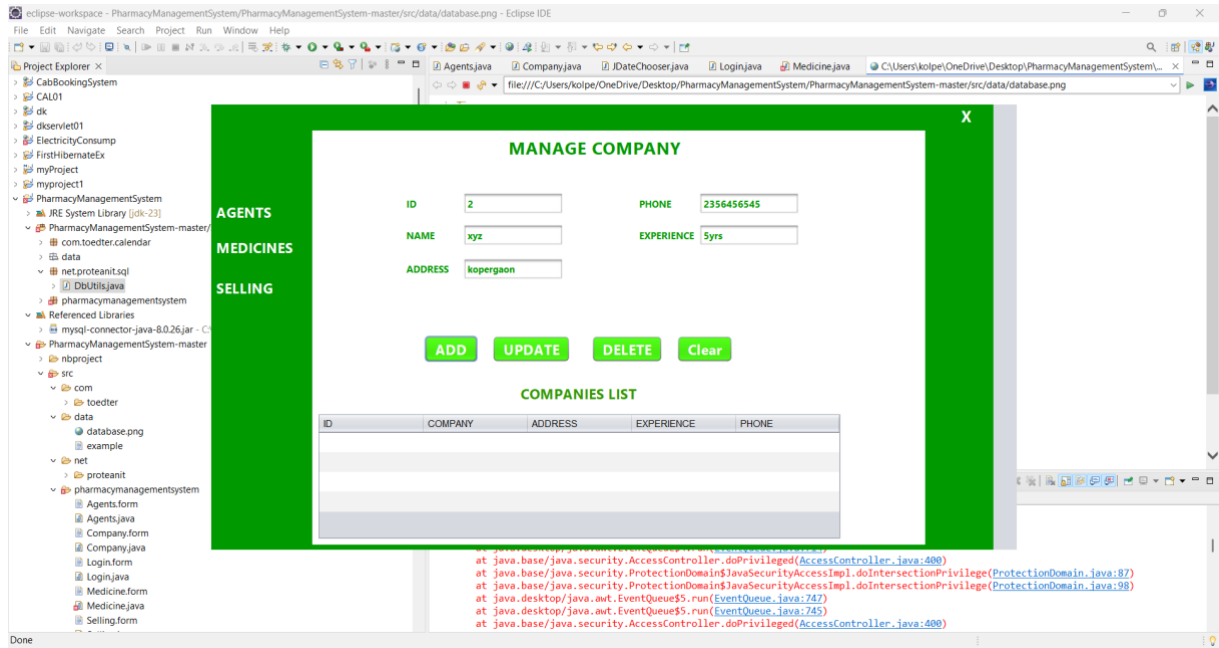 eclipse-workspace - PharmacyManagementSystem/PharmacyManagementSystem-master/src/data/database.png - Eclipse IDE
File Edit Navigate Search Project Run Window Help
Project Explorer
Agents.java Company.java JDateChooser.java Login.java Medicine.java C:\Users\kolpe\OneDrive\Desktop\PharmacyManagementSystem\...
file:///C:/Users/kolpe/OneDrive/Desktop/PharmacyManagementSystem/PharmacyManagementSystem-master/src/data/database.png
CabBookingSystem
CAL01
dk
dkservlet01
ElectricityConsump
FirstHibernateEx
myProject
myproject1
PharmacyManagementSystem
JRE System Library [jdk-23]
PharmacyManagementSystem-master/
com.toedter.calendar
data
net.proteanit.sql
DbUtils.java
pharmacymanagementsystem
Referenced Libraries
mysql-connector-java-8.0.26.jar - C:\
PharmacyManagementSystem-master
nbproject
src
com
toedter
data
database.png
example
net
proteanit
pharmacymanagementsystem
Agents.form
Agents.java
Company.form
Company.java
Login.form
Login.java
Medicine.form
Medicine.java
Selling.form
X
AGENTS
MEDICINES
SELLING
MANAGE COMPANY
ID 2 PHONE 2356456545
NAME xyz EXPERIENCE 5yrs
ADDRESS kopergaon
ADD UPDATE DELETE Clear
COMPANIES LIST
ID COMPANY ADDRESS EXPERIENCE PHONE
at java.base/java.security.AccessController.doPrivileged(AccessController.java:400)
at java.base/java.security.ProtectionDomain$JavaSecurityAccessImpl.doIntersectionPrivilege(ProtectionDomain.java:87)
at java.base/java.security.ProtectionDomain$JavaSecurityAccessImpl.doIntersectionPrivilege(ProtectionDomain.java:98)
at java.desktop/java.awt.EventQueue$5.run(EventQueue.java:747)
at java.desktop/java.awt.EventQueue$5.run(EventQueue.java:745)
at java.base/java.security.AccessController.doPrivileged(AccessController.java:400)
Done